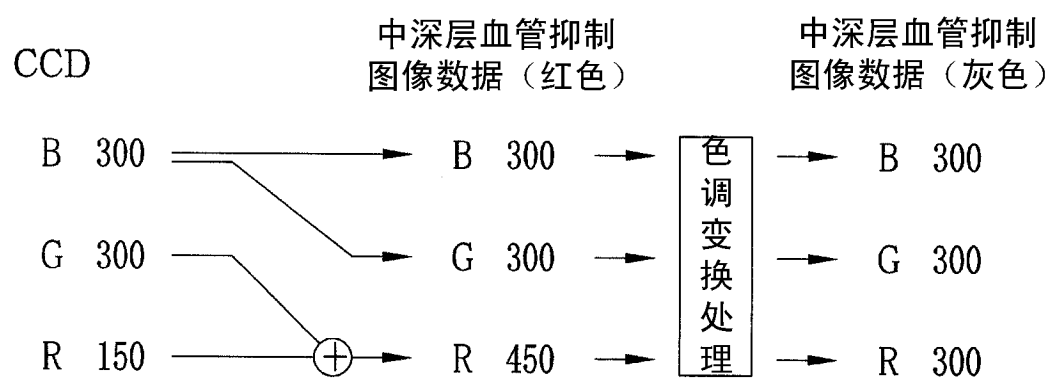 CCD
中深层血管抑制
图像数据（红色）
中深层血管抑制
图像数据（灰色）
B 300
B 300
B 300
G 300
G 300
G 300
R 150
R 450
R 300
色调变换处理